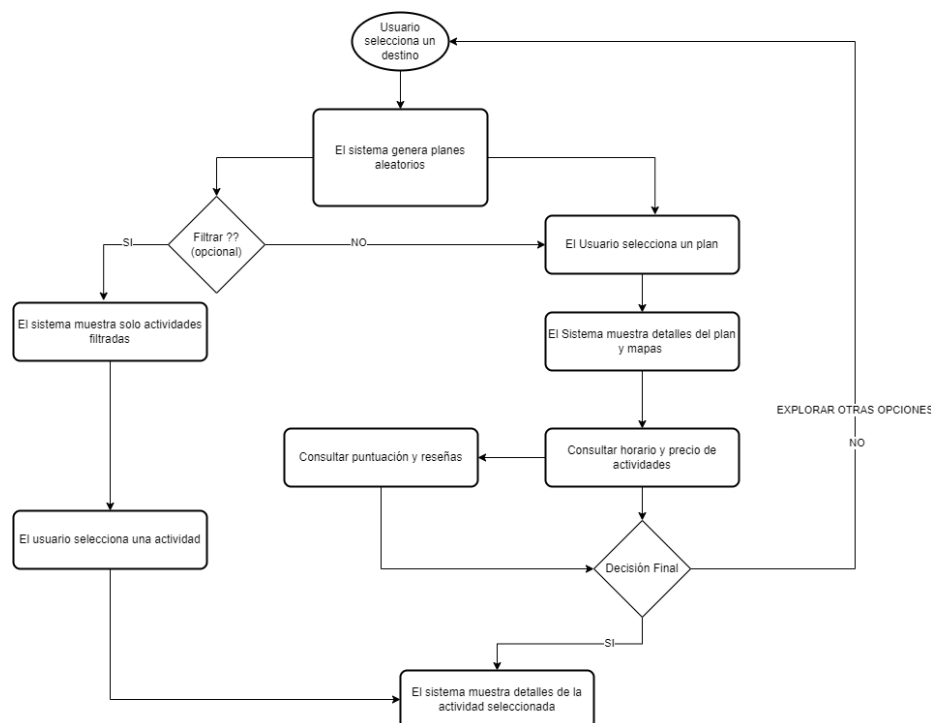 Usuario
selecciona un
destino
El sistema genera planes
aleatorios
Filtrar ??
(opcional)
SI
NO
El Usuario selecciona un plan
El sistema muestra solo actividades
filtradas
El Sistema muestra detalles del plan
y mapas
EXPLORAR OTRAS OPCIONES
NO
Consultar puntuación y reseñas
Consultar horario y precio de
actividades
El usuario selecciona una actividad
Decisión Final
SI
El sistema muestra detalles de la
actividad seleccionada